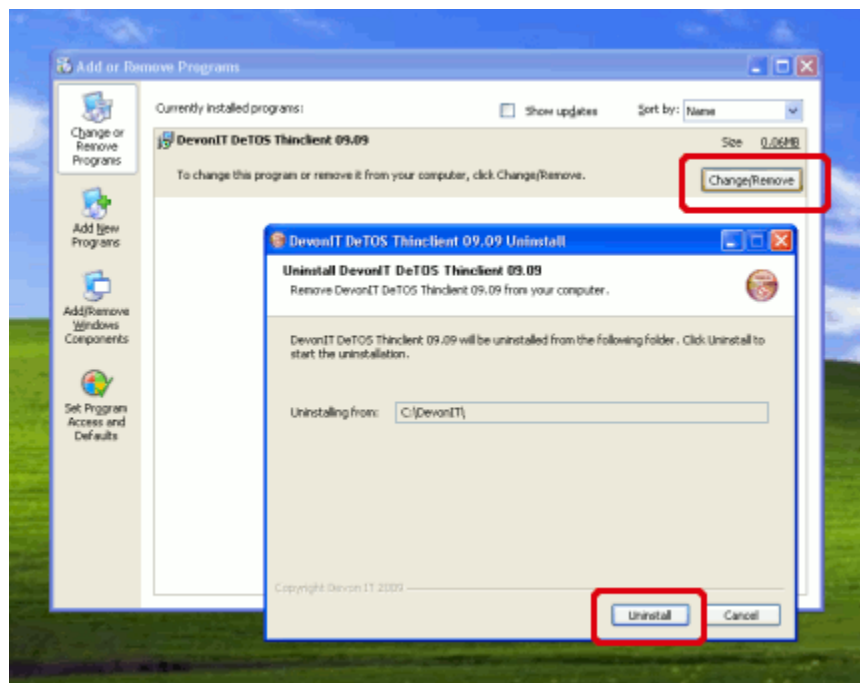 Add or Remove Programs
Currently installed programs:
Show updates
Sort by: Name
Change or
Remove
Programs
DevonIT DeTOS Thinclient 09.09
Size 0.06MB
To change this program or remove it from your computer, click Change/Remove.
Change/Remove
Add New
Programs
Add/Remove
Windows
Components
Set Program
Access and
Defaults
DevonIT DeTOS Thinclient 09.09 Uninstall
Uninstall DevonIT DeTOS Thinclient 09.09
Remove DevonIT DeTOS Thinclient 09.09 from your computer.
DevonIT DeTOS Thinclient 09.09 will be uninstalled from the following folder. Click Uninstall to
start the uninstallation.
Uninstalling from: C:\DevonIT\
Copyright Devon IT 2009
Uninstall
Cancel